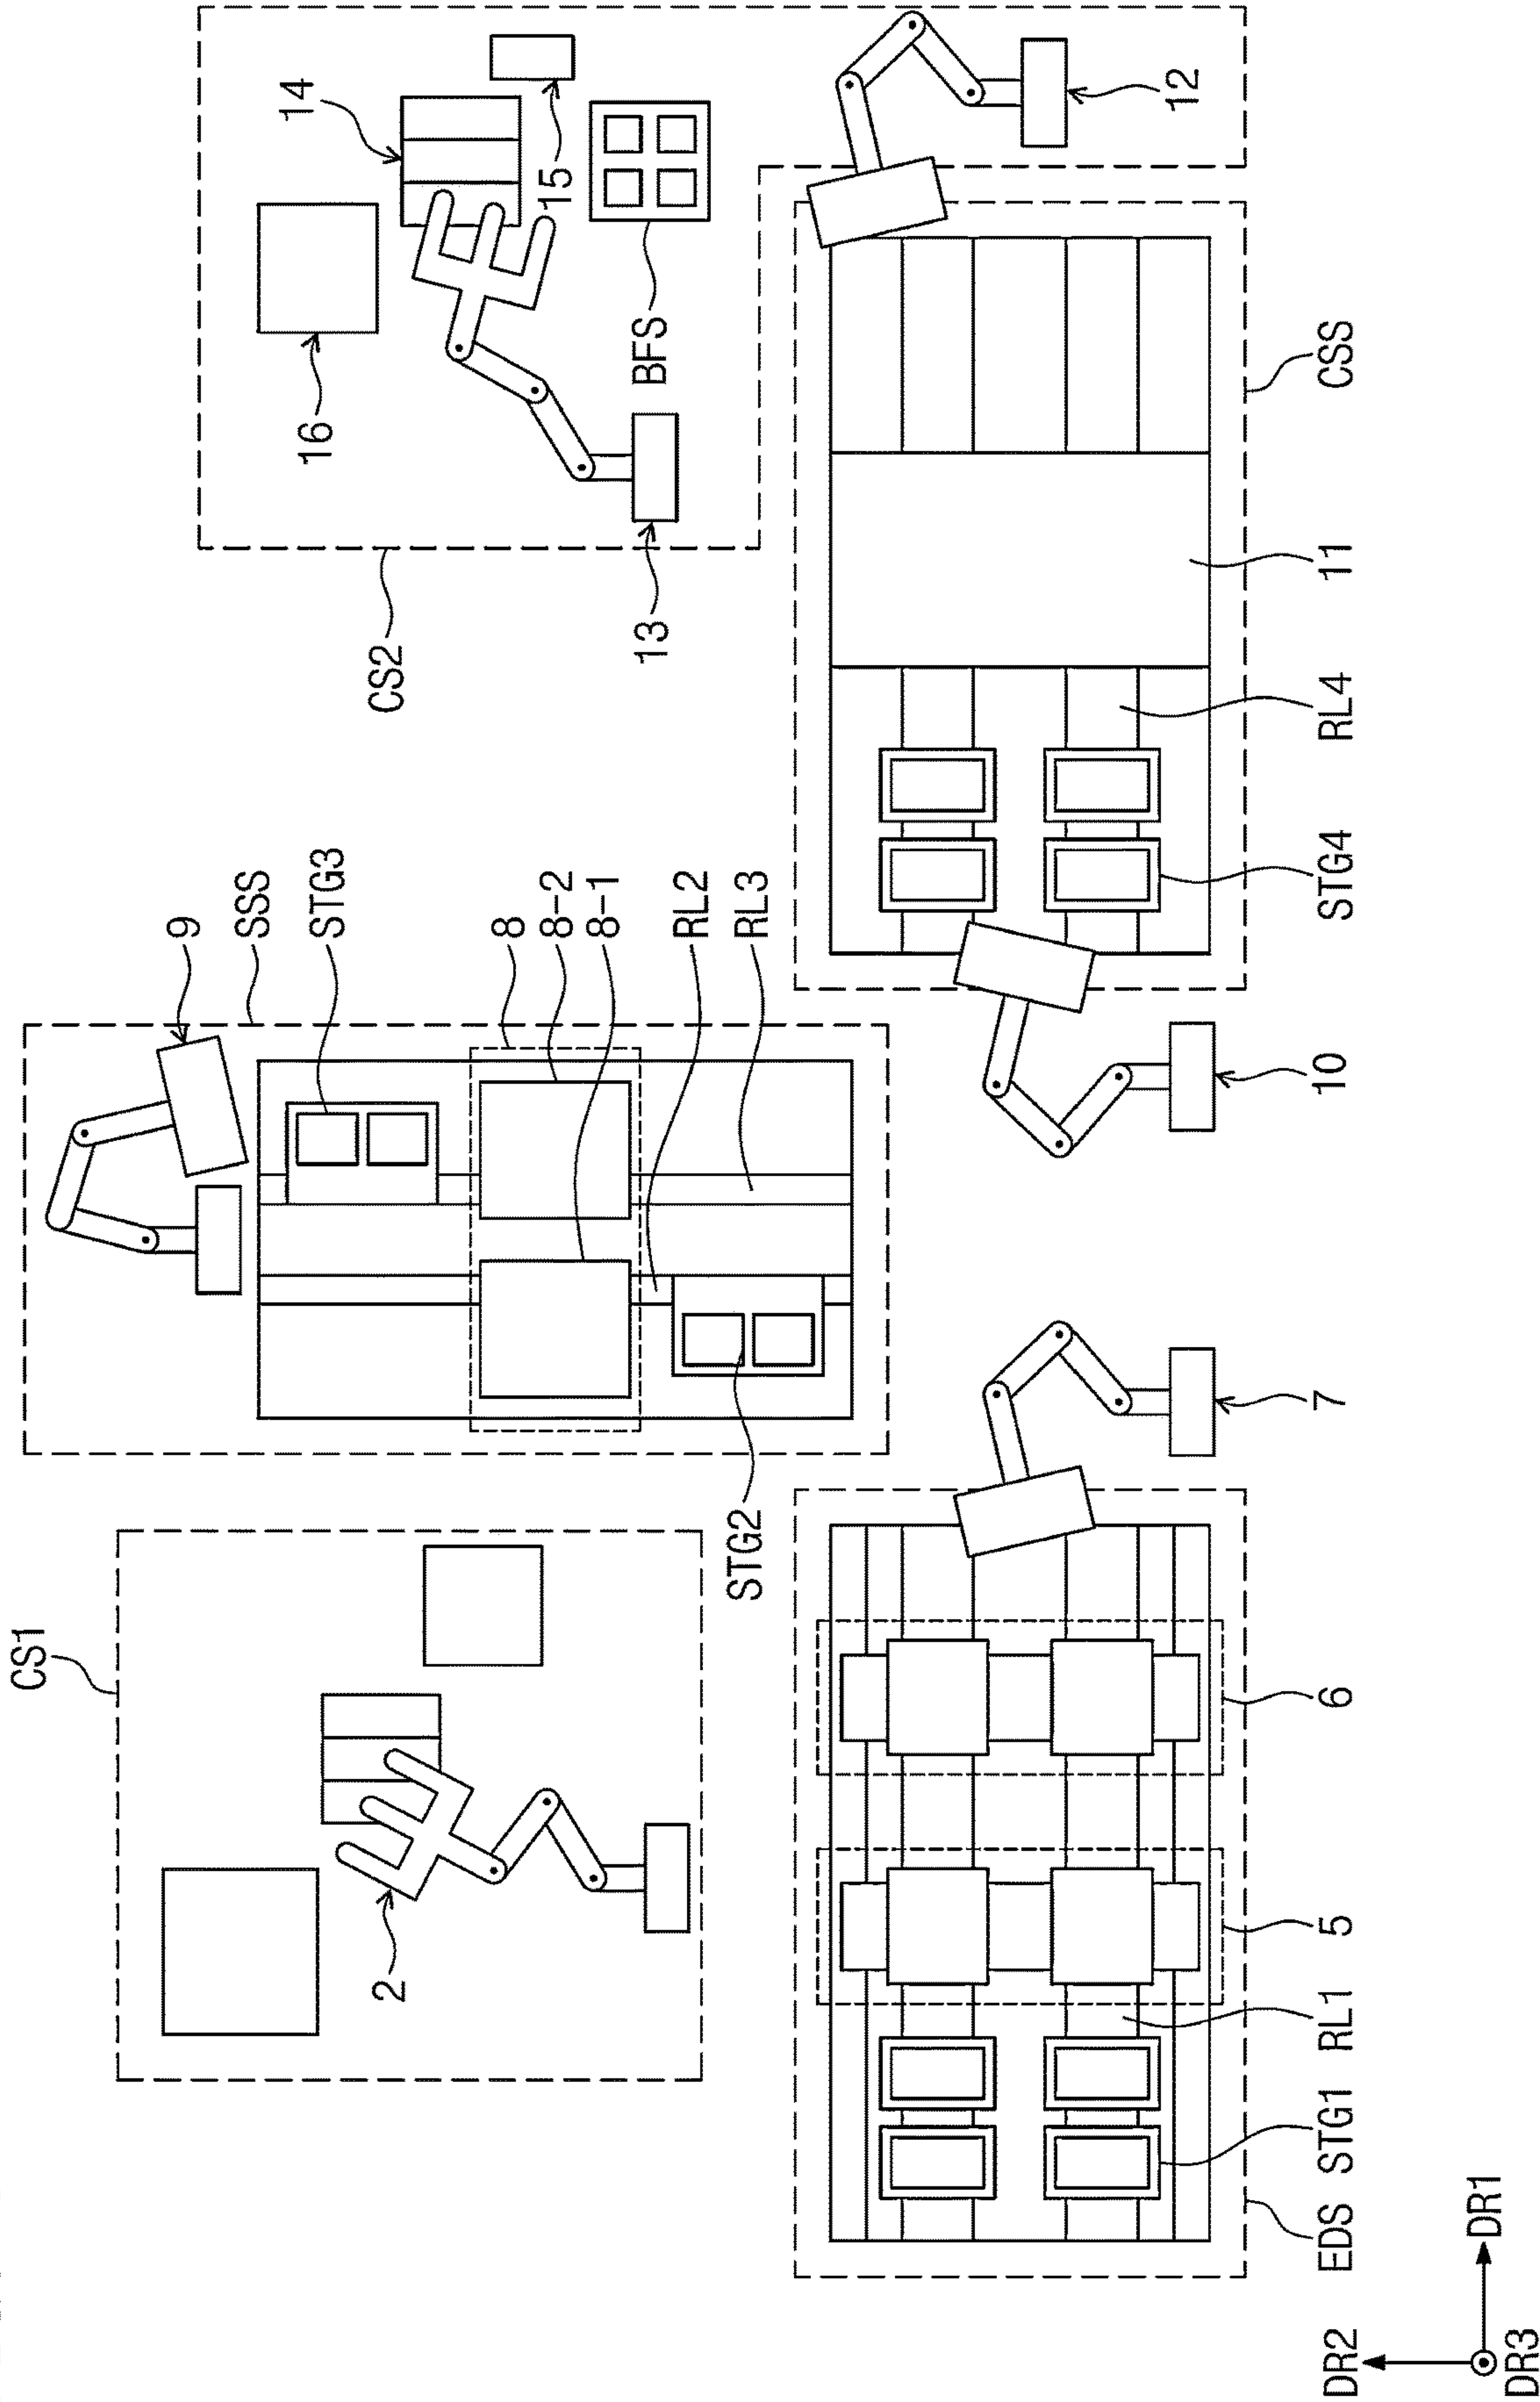 CS1
9
SSS
14
16
STG3
2
CS2
8
8-2
15
8-1
BFS
13
RL2
STG2
RL3
12
EDS
STG1
RL1
5
6
7
10
STG4
RL4
11
CSS
DR2
DR1
DR3